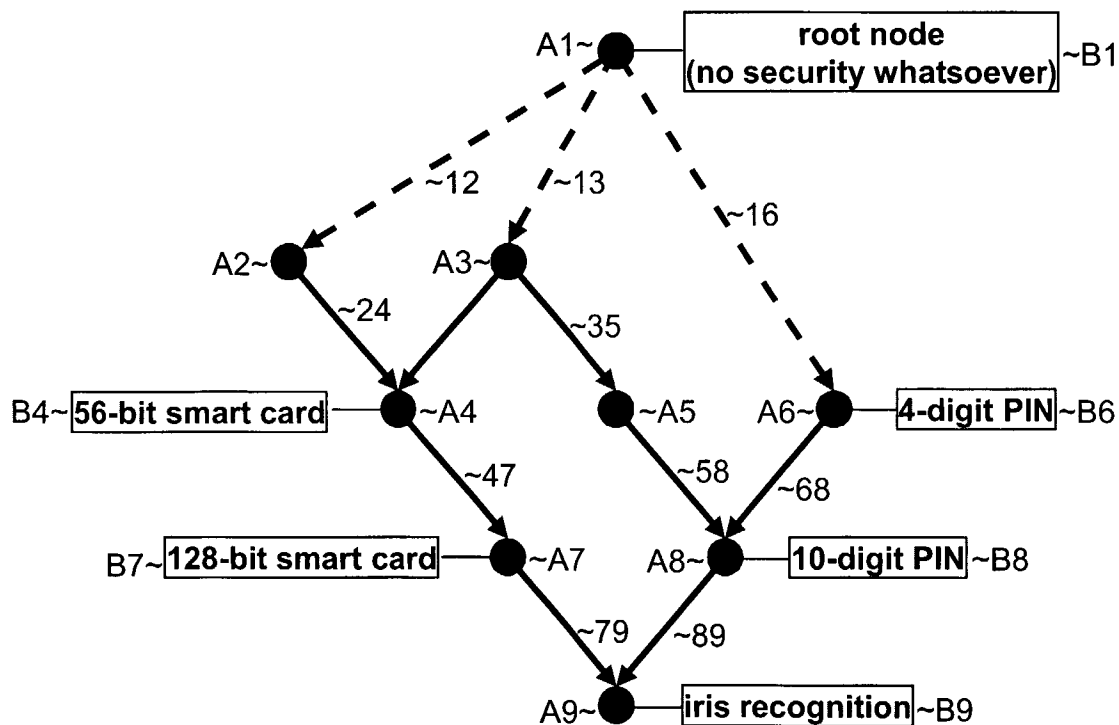 A1~
root node
(no security whatsoever)
~B1
~12
~13
~16
A2~
A3~
~24
~35
B4~
56-bit smart card
~A4
~A5
A6~
4-digit PIN
~B6
~47
~58
~68
B7~
128-bit smart card
~A7
A8~
10-digit PIN
~B8
~79
~89
A9~
iris recognition
~B9